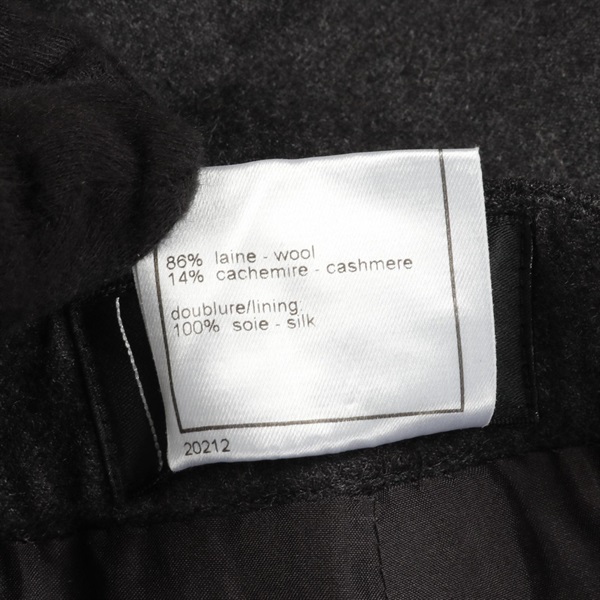 86% laine - wool
14% cachemire - cashmere
doublure/lining:
100% soie - silk
20212